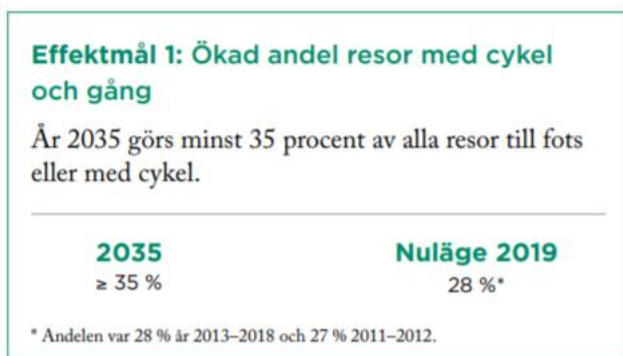 Effektmål 1: Ökad andel resor med cykel
och gång
År 2035 görs minst 35 procent av alla resor till fots
eller med cykel.
2035
≥ 35 %
Nuläge 2019
28 %*
* Andelen var 28 % år 2013–2018 och 27 % 2011–2012.